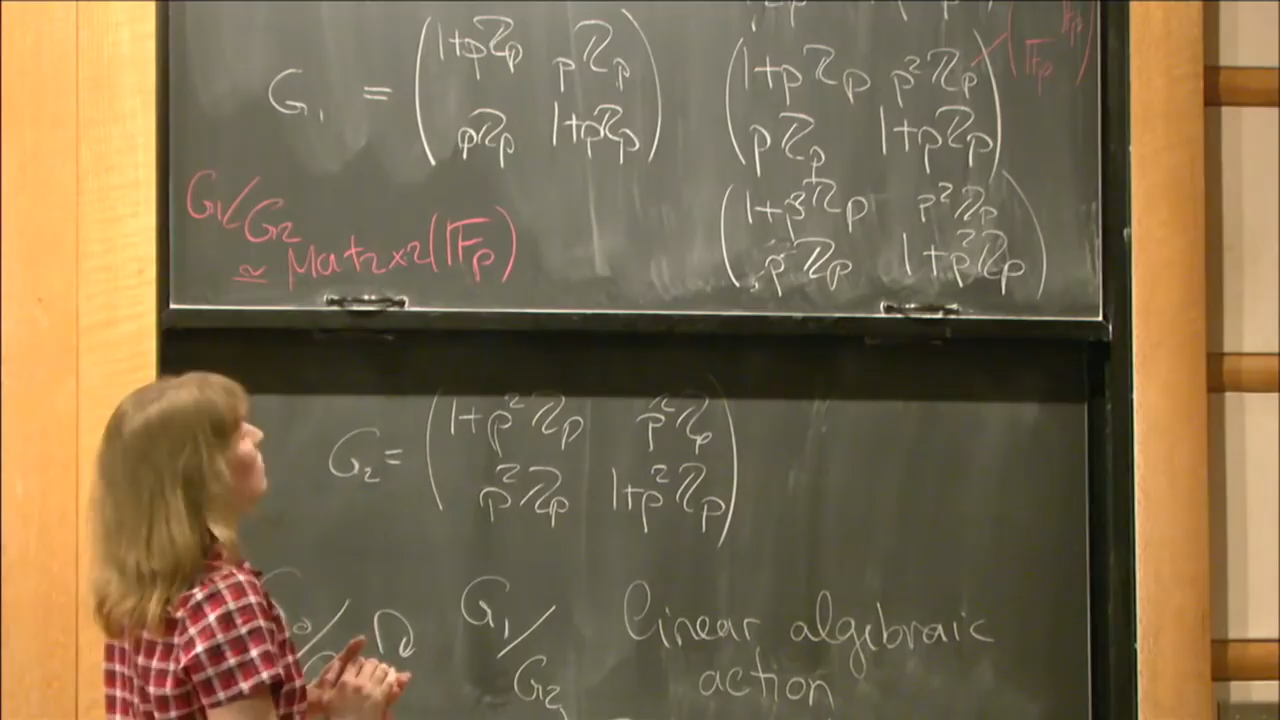 G₁ = ( 1+pℤₚ pℤₚ
pℤₚ 1+pℤₚ )
( 1+pℤₚ p²ℤₚ
pℤₚ 1+pℤₚ )
( 𝔽ₚ )
( 1+p²ℤₚ p²ℤₚ
pℤₚ 1+p²ℤₚ )
G₁/G₂
≃ Mat₂ₓ₂(𝔽ₚ)
G₂ = ( 1+p²ℤₚ p²ℤₚ
p²ℤₚ 1+p²ℤₚ )
G₁/G₂ linear algebraic
action